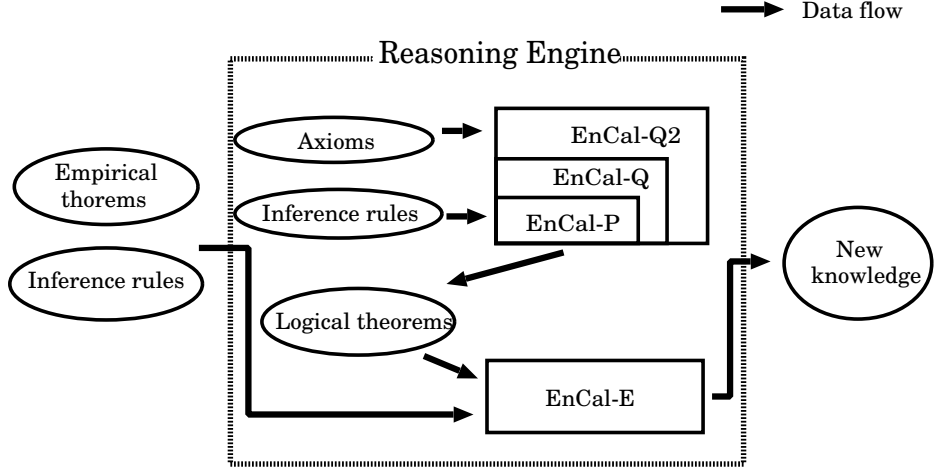 Data flow
Reasoning Engine
Axioms
EnCal-Q2
Empirical
thorems
EnCal-Q
Inference rules
EnCal-P
New
knowledge
Inference rules
Logical theorems
EnCal-E